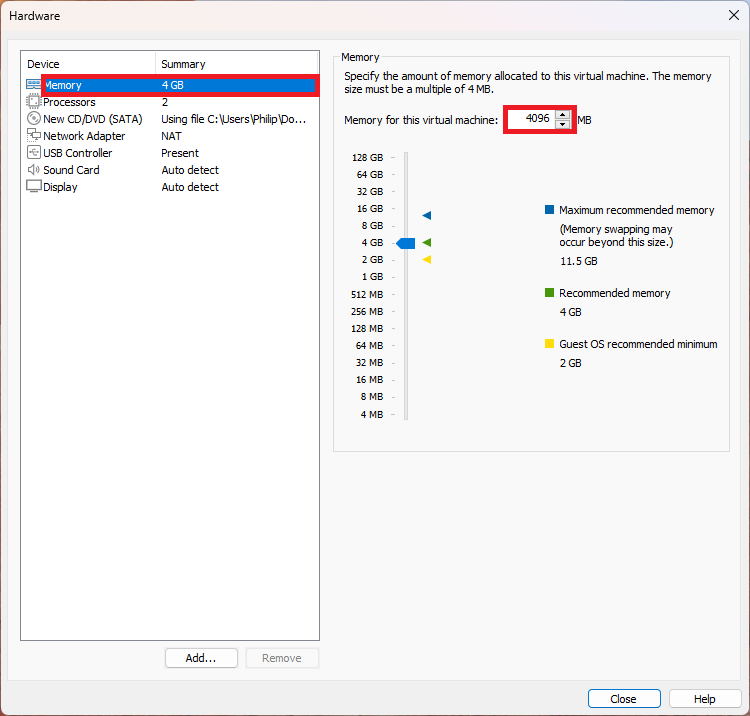 Hardware
Device Summary
Memory 4 GB
Processors 2
New CD/DVD (SATA) Using file C:\Users\Philip\Do...
Network Adapter NAT
USB Controller Present
Sound Card Auto detect
Display Auto detect
Add... Remove
Memory
Specify the amount of memory allocated to this virtual machine. The memory
size must be a multiple of 4 MB.
Memory for this virtual machine: 4096 MB
128 GB
64 GB
32 GB
16 GB
8 GB
4 GB
2 GB
1 GB
512 MB
256 MB
128 MB
64 MB
32 MB
16 MB
8 MB
4 MB
Maximum recommended memory
(Memory swapping may
occur beyond this size.)
11.5 GB
Recommended memory
4 GB
Guest OS recommended minimum
2 GB
Close Help